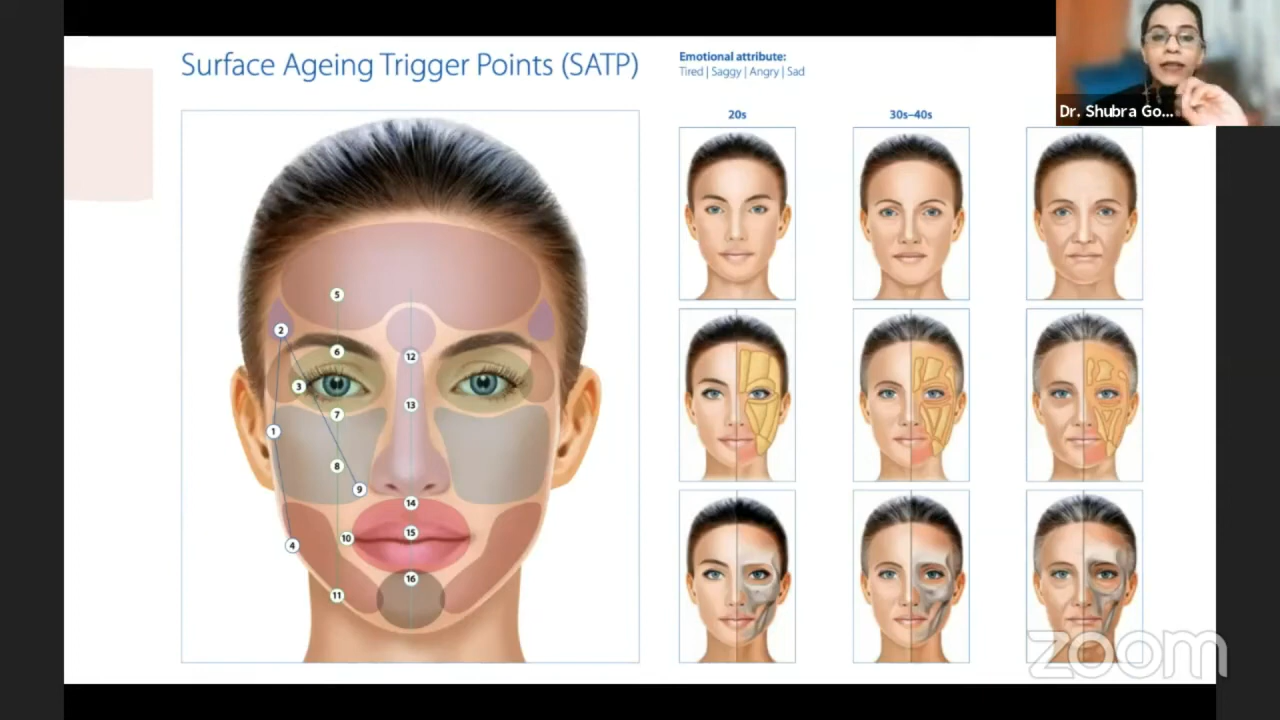 Surface Ageing Trigger Points (SATP)
Emotional attribute:
Tired | Saggy | Angry | Sad
Dr. Shubra Go...
20s
30s–40s
5
2
6
12
3
13
7
1
8
9
14
15
10
4
16
11
zoom